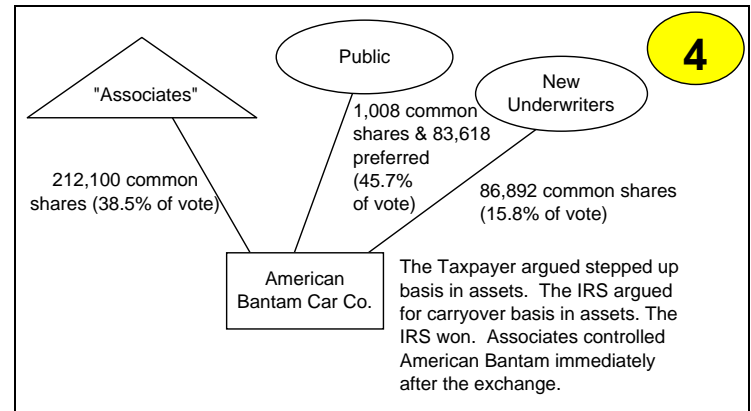 4
"Associates"
Public
New
Underwriters
212,100 common
shares (38.5% of vote)
1,008 common
shares & 83,618
preferred
(45.7%
of vote)
86,892 common shares
(15.8% of vote)
American
Bantam Car Co.
The Taxpayer argued stepped up
basis in assets. The IRS argued
for carryover basis in assets. The
IRS won. Associates controlled
American Bantam immediately
after the exchange.